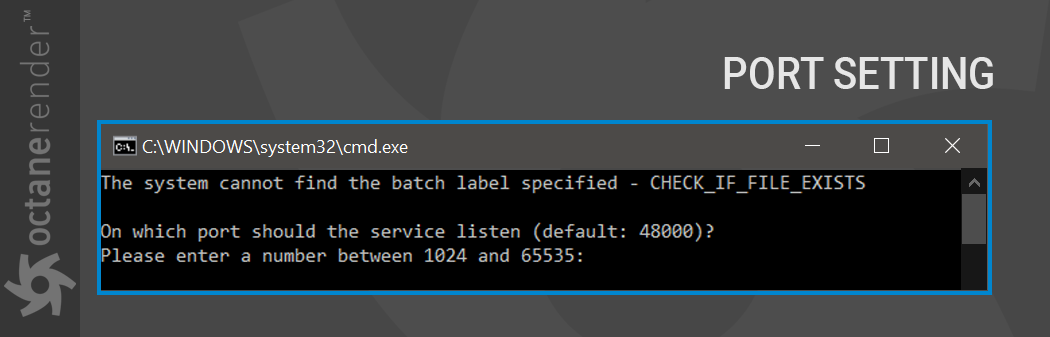 octanerender™
PORT SETTING
C:\WINDOWS\system32\cmd.exe
The system cannot find the batch label specified - CHECK_IF_FILE_EXISTS
On which port should the service listen (default: 48000)?
Please enter a number between 1024 and 65535: